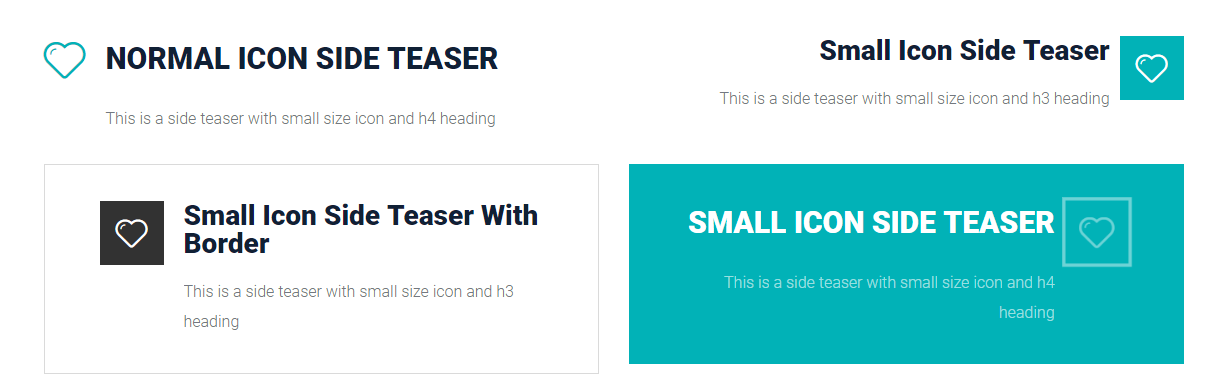 NORMAL ICON SIDE TEASER
This is a side teaser with small size icon and h4 heading
Small Icon Side Teaser
This is a side teaser with small size icon and h3 heading
Small Icon Side Teaser With
Border
This is a side teaser with small size icon and h3
heading
SMALL ICON SIDE TEASER
This is a side teaser with small size icon and h4
heading